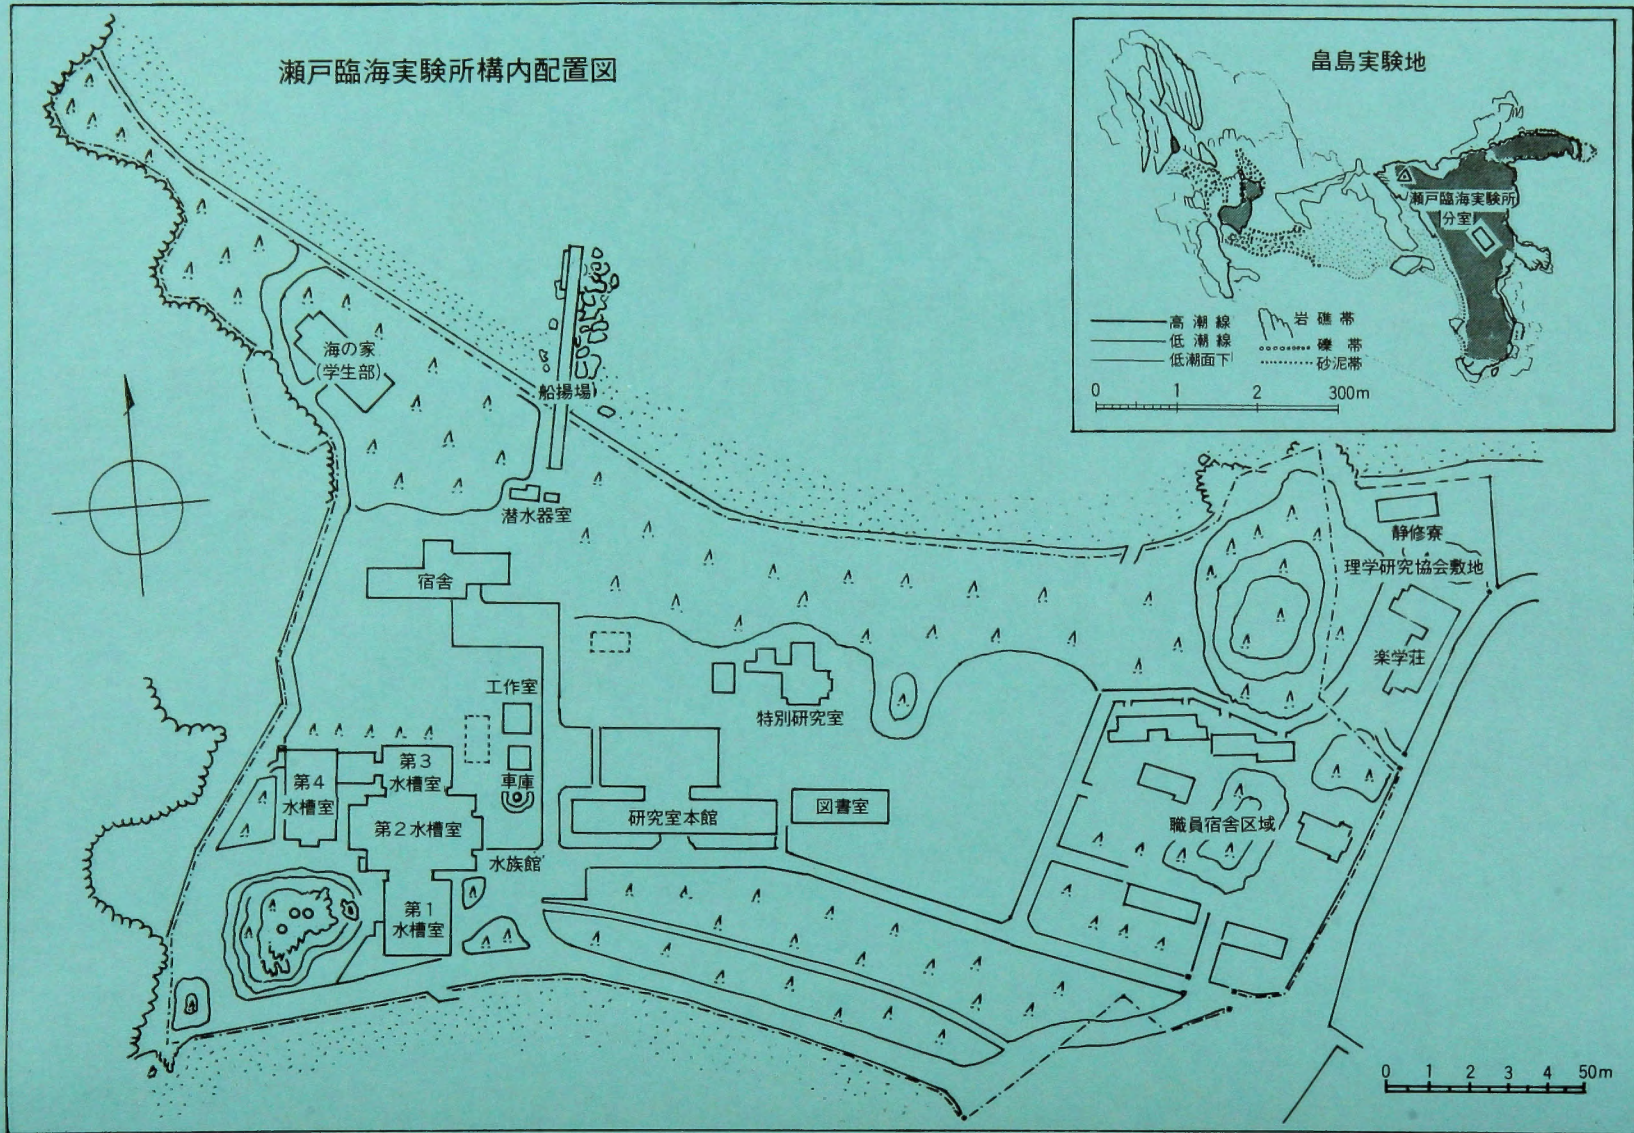 瀬戸臨海実験所構内配置図
畠島実験地
瀬戸臨海実験所
分室
高潮線
低潮線
低潮面下
岩礁帯
礫帯
砂泥帯
0 1 2 300m
海の家
(学生部)
船揚場
潜水器室
宿舎
静修寮
理学研究協会敷地
楽学荘
工作室
特別研究室
車庫
第3
水槽室
第4
水槽室
第2水槽室
水族館
第1
水槽室
研究室本館
図書室
職員宿舎区域
0 1 2 3 4 50m